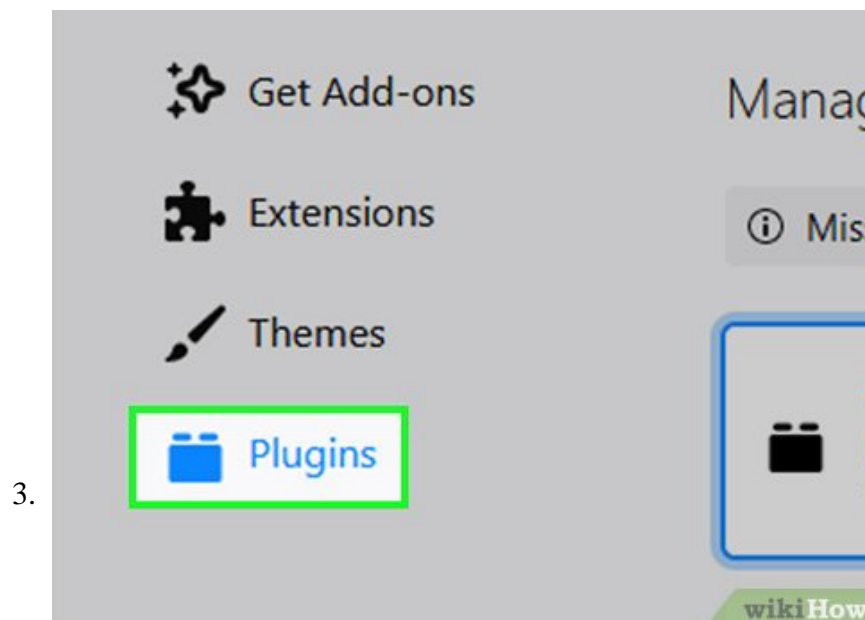 Get Add-ons
Manag
Extensions
Mis
Themes
Plugins
3.
wikiHow